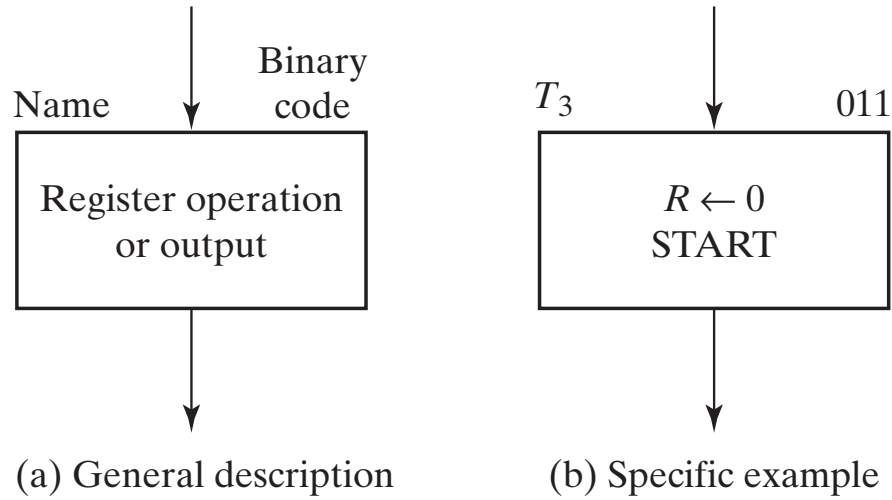 Name
Binary
code
Register operation
or output
(a) General description
T₃
011
R ← 0
START
(b) Specific example